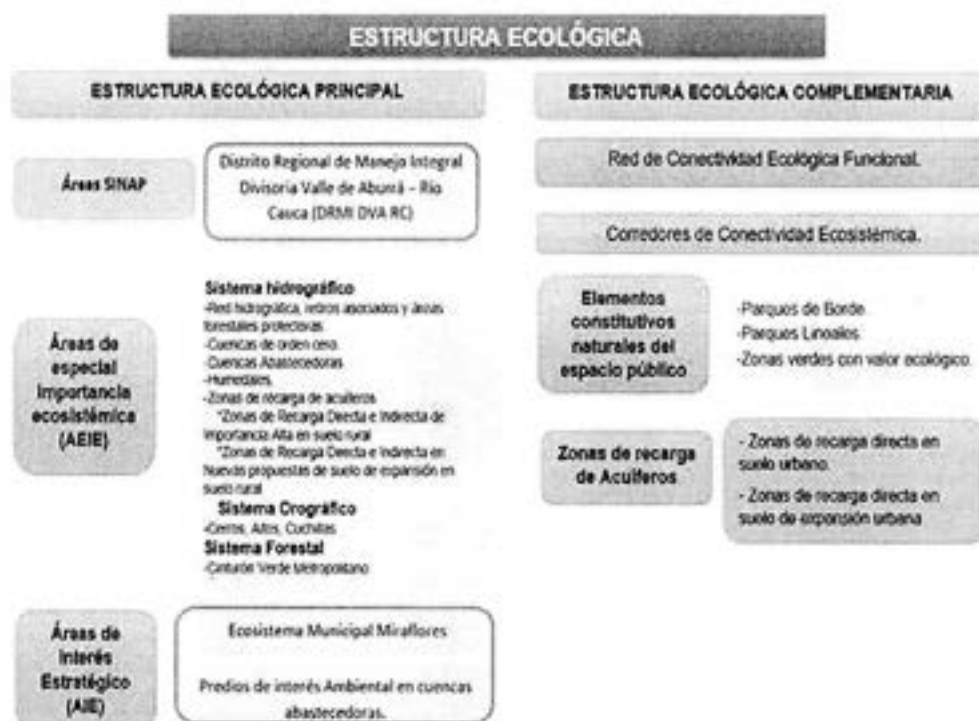 ESTRUCTURA ECOLÓGICA
ESTRUCTURA ECOLÓGICA PRINCIPAL
Áreas SINAP
Distrito Regional de Manejo Integral
Divisoria Valle de Aburrá – Río
Cauca (DRMI DVA RC)
Áreas de
especial
importancia
ecosistémica
(AEIE)
Sistema hidrográfico
-Red hidrográfica, retiros asociados y áreas
forestales protectoras
-Cuencas de orden cero.
-Cuencas Abastecedoras
-Humedales.
-Zonas de recarga de acuíferos
*Zonas de Recarga Directa e Indirecta de
Importancia Alta en suelo rural
*Zonas de Recarga Directa e Indirecta en
Nuevas propuestas de suelo de expansión en
suelo rural
Sistema Orográfico
-Cerros, Altos, Cuchillas
Sistema Forestal
-Cinturón Verde Metropolitano
Áreas de
Interés
Estratégico
(AIE)
Ecosistema Municipal Miraflores
Predios de interés Ambiental en cuencas
abastecedoras.
ESTRUCTURA ECOLÓGICA COMPLEMENTARIA
Red de Conectividad Ecológica Funcional.
Corredores de Conectividad Ecosistémica.
Elementos
constitutivos
naturales del
espacio público
-Parques de Borde
-Parques Lineales
-Zonas verdes con valor ecológico.
Zonas de recarga
de Acuíferos
- Zonas de recarga directa en
suelo urbano.
- Zonas de recarga directa en
suelo de expansión urbana